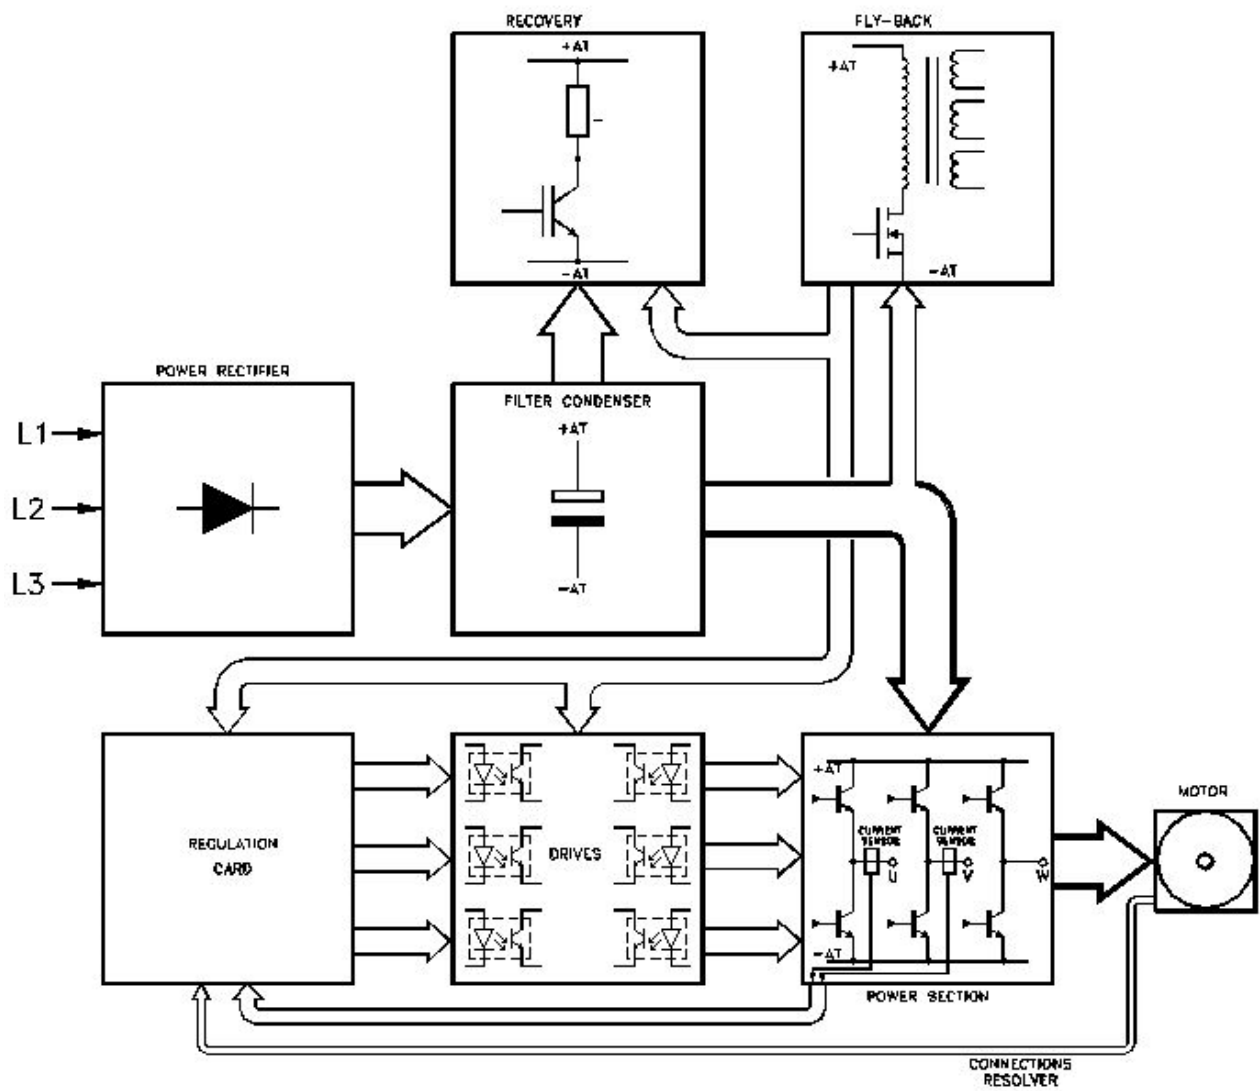 RECOVERY
FLY-BACK
+AT
+AT
-AT
-AT
POWER RECTIFIER
FILTER CONDENSER
+AT
L1
L2
L3
-AT
REGULATION
CARD
DRIVES
+AT
CURRENT
SENSOR
CURRENT
SENSOR
U
V
W
-AT
MOTOR
POWER SECTION
CONNECTIONS
RESOLVER